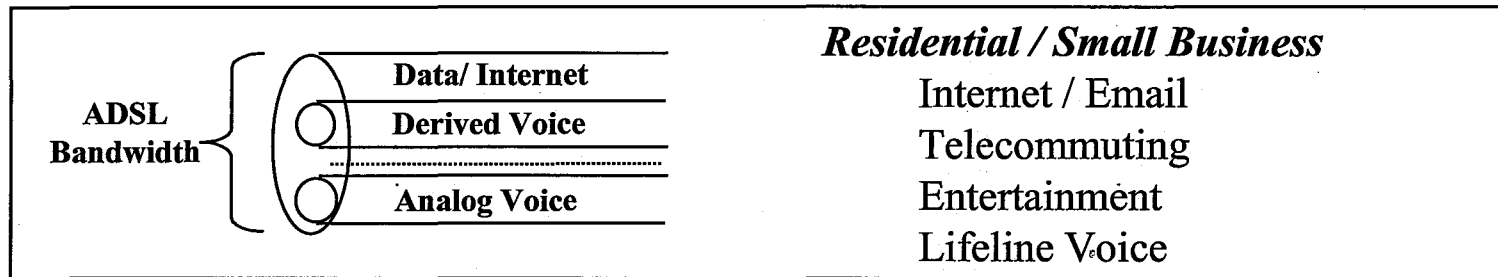 ADSL
Bandwidth
Data/ Internet
Derived Voice
Analog Voice
Residential / Small Business
Internet / Email
Telecommuting
Entertainment
Lifeline Voice